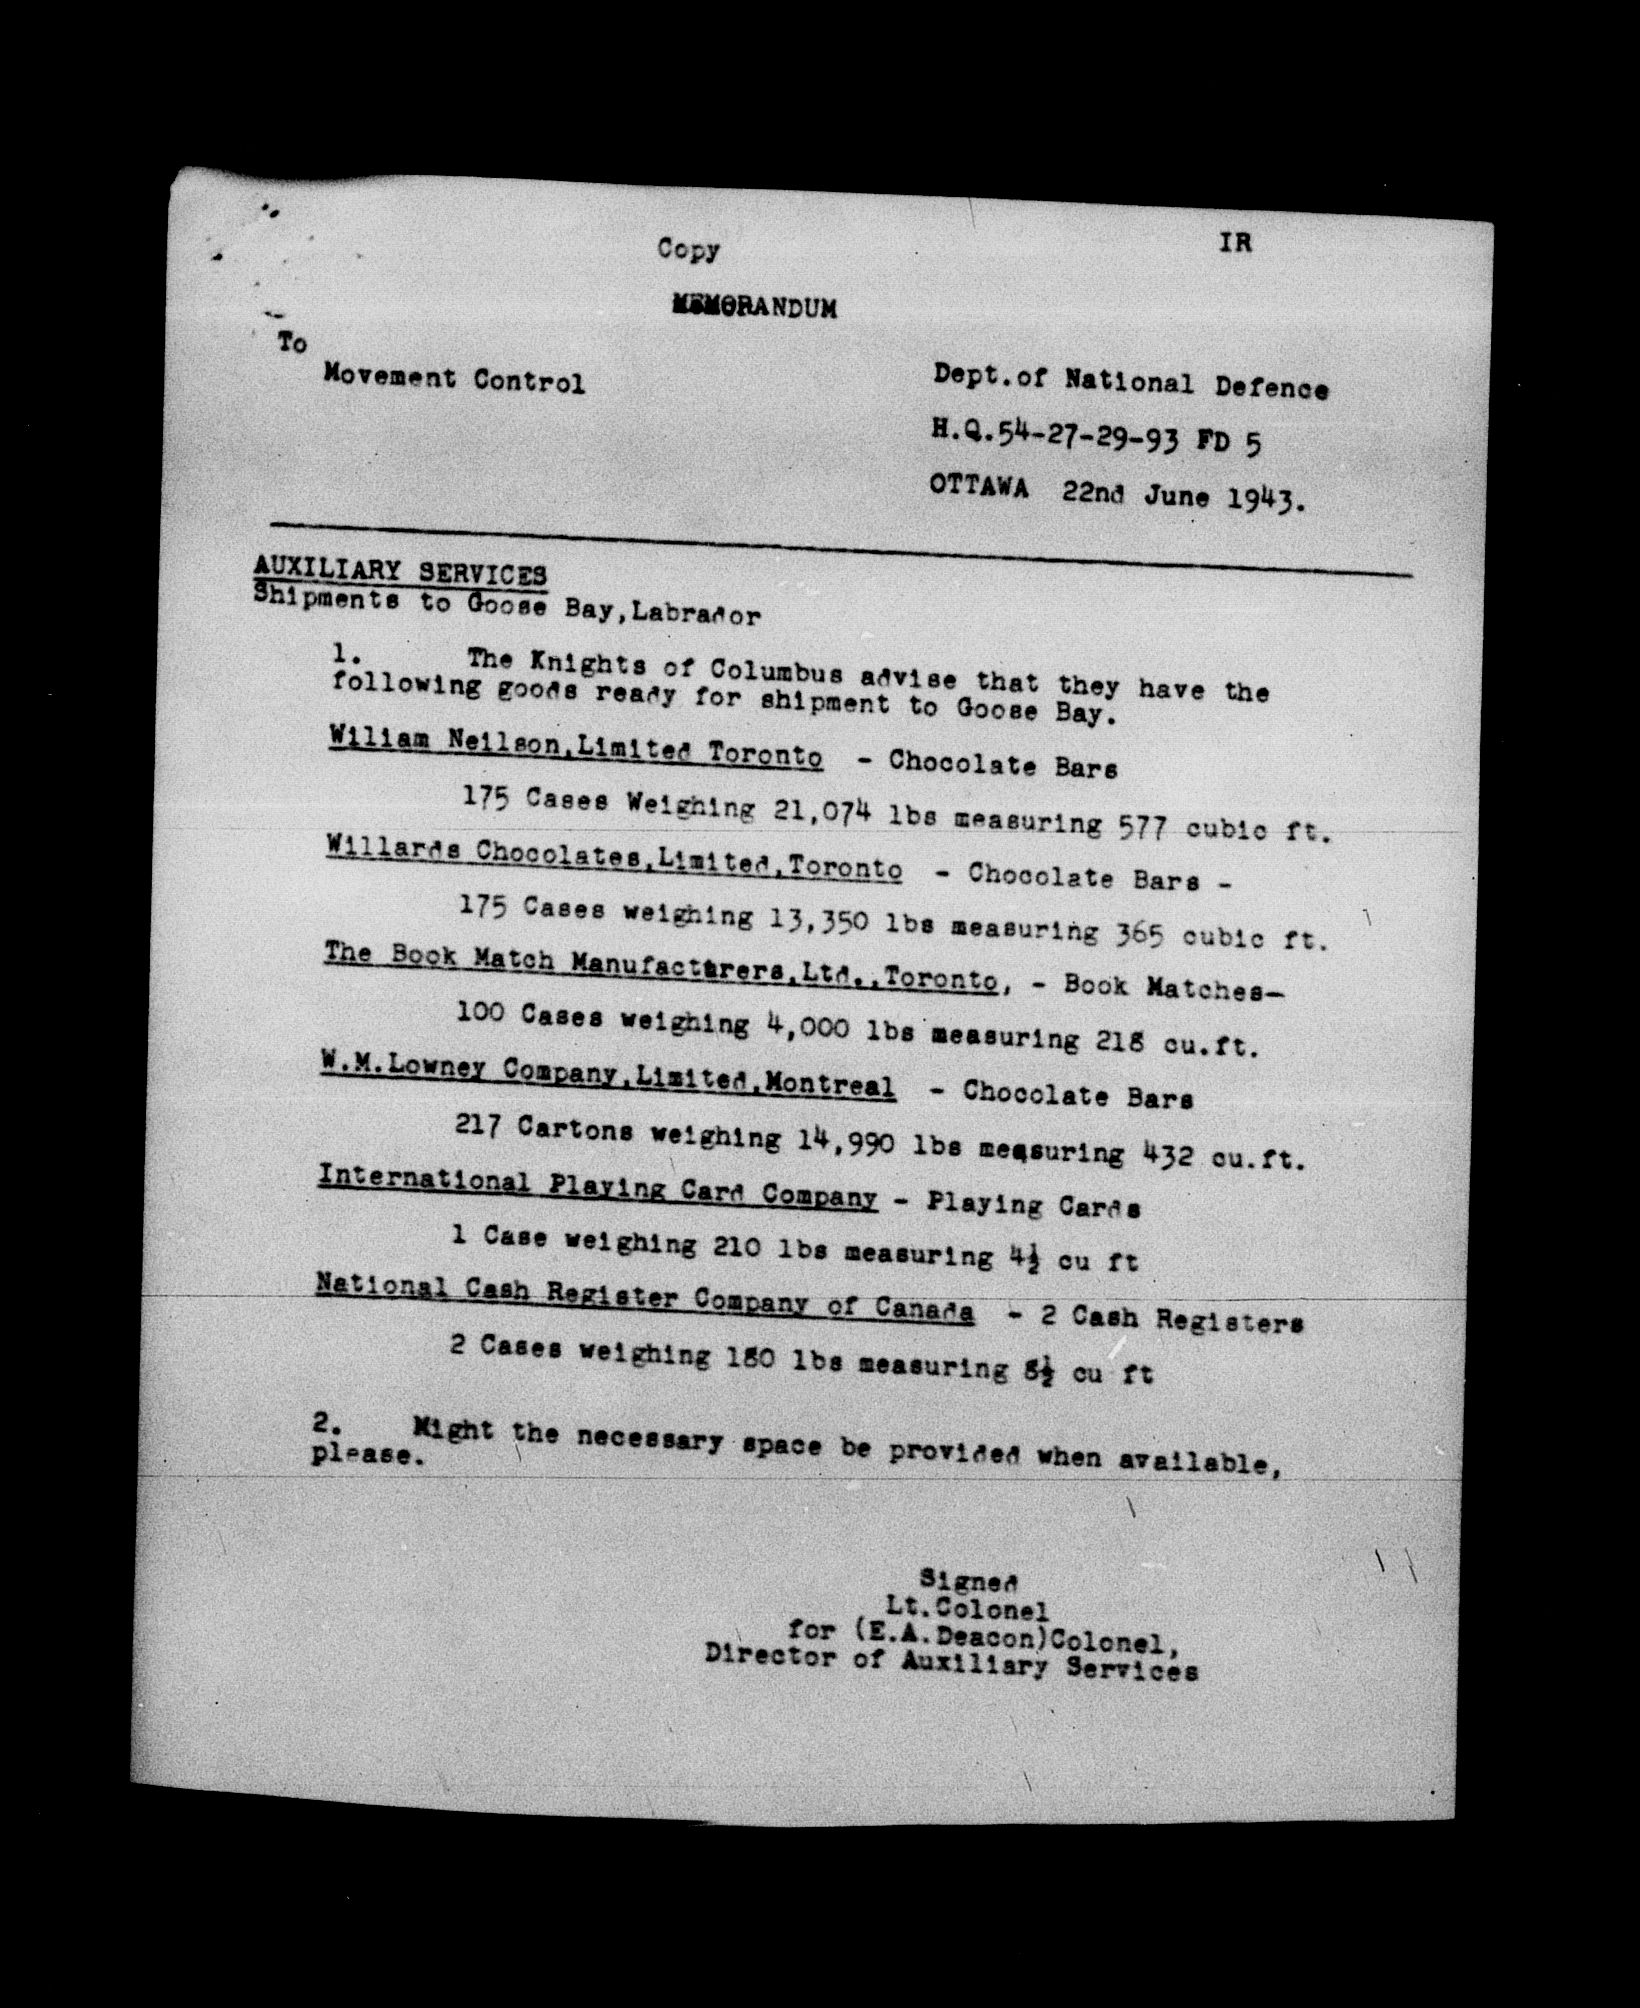 IR
Copy
MEMORANDUM
To
Movement Control
Dept.of National Defence
H.Q.54-27-29-93 FD 5
OTTAWA 22nd June 1943.
AUXILIARY SERVICES
Shipments to Goose Bay,Labrador
1. The Knights of Columbus advise that they have the
following goods ready for shipment to Goose Bay.
Wiliam Neilson,Limited Toronto - Chocolate Bars
175 Cases Weighing 21,074 lbs measuring 577 cubic ft.
Willards Chocolates,Limited,Toronto - Chocolate Bars -
175 Cases weighing 13,350 lbs measuring 365 cubic ft.
The Book Match Manufacturers,Ltd.,Toronto, - Book Matches-
100 Cases weighing 4,000 lbs measuring 218 cu.ft.
W.M.Lowney Company,Limited,Montreal - Chocolate Bars
217 Cartons weighing 14,990 lbs measuring 432 cu.ft.
International Playing Card Company - Playing Cards
1 Case weighing 210 lbs measuring 4½ cu ft
National Cash Register Company of Canada - 2 Cash Registers
2 Cases weighing 180 lbs measuring 8½ cu ft
2. Might the necessary space be provided when available,
please.
Signed
Lt.Colonel
for (E.A.Deacon)Colonel,
Director of Auxiliary Services